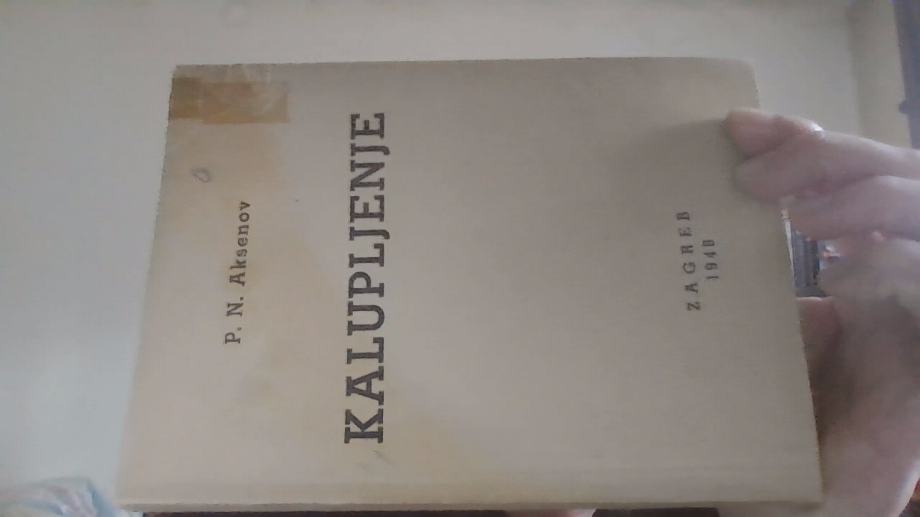 P. N. Aksenov
KALUPLJENJE
ZAGREB
1948